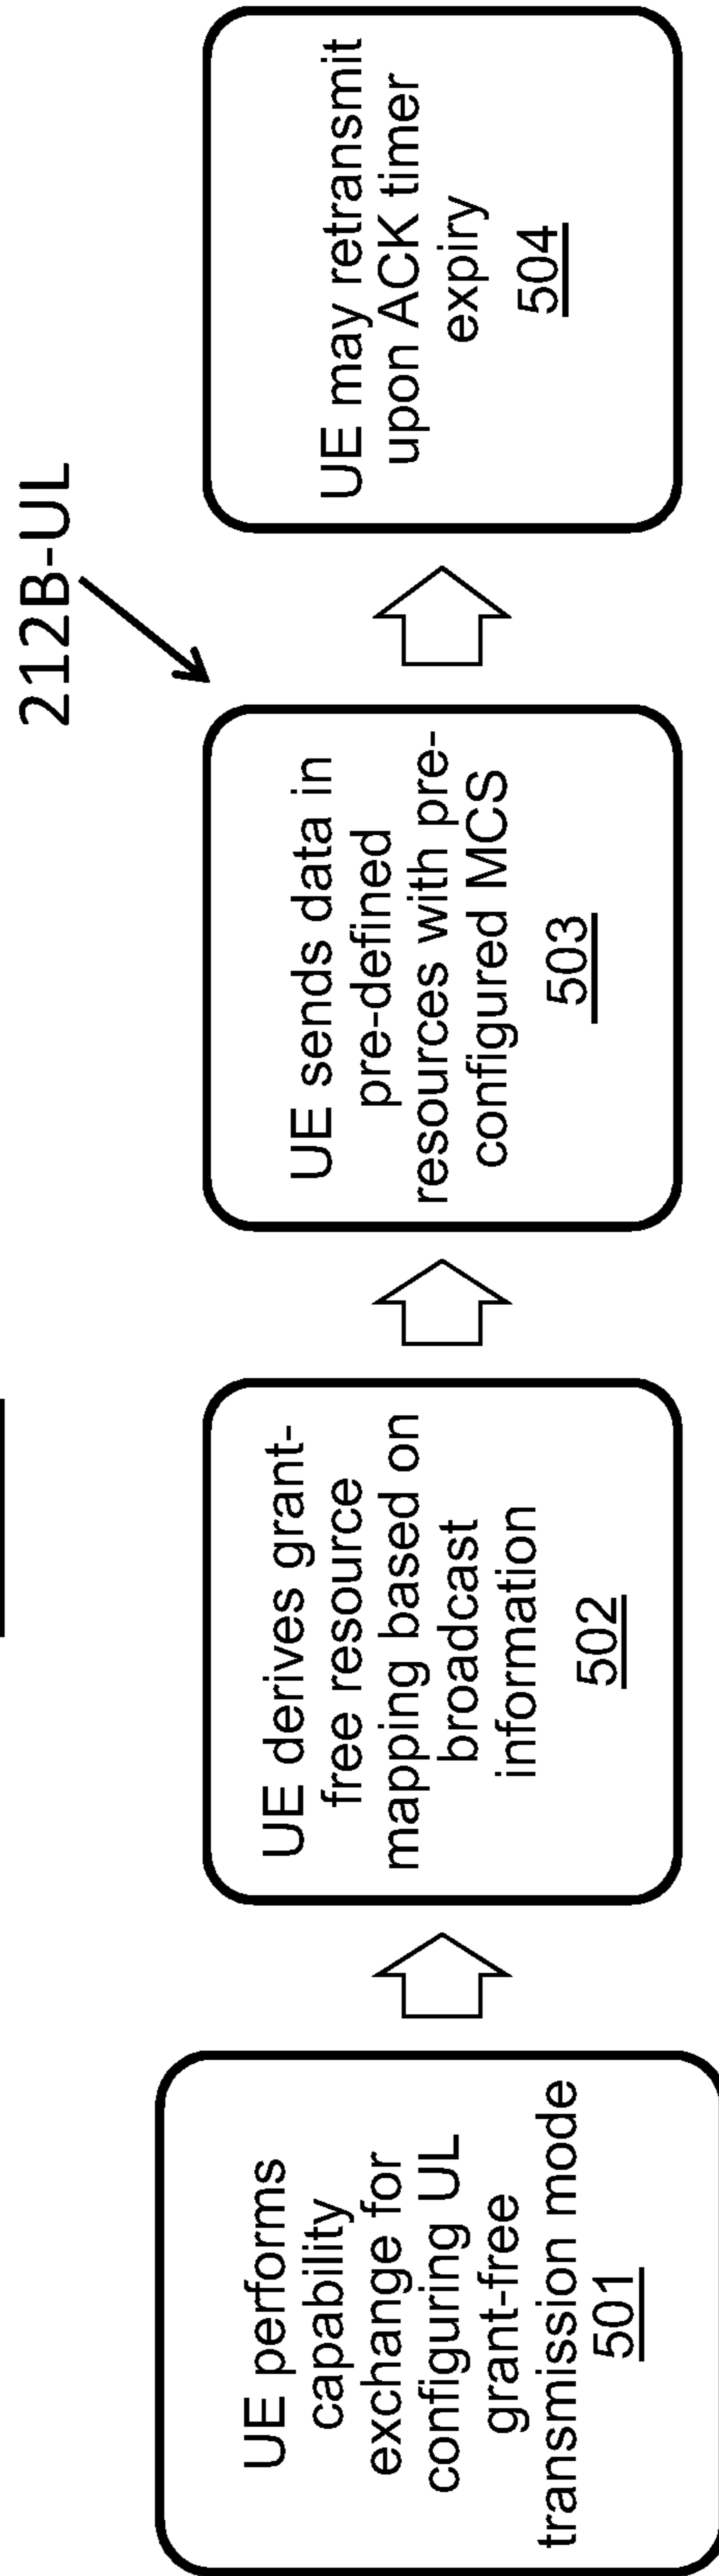 212B-UL
UE performs
capability
exchange for
configuring UL
grant-free
transmission mode
501
UE derives grant-
free resource
mapping based on
broadcast
information
502
UE sends data in
pre-defined
resources with pre-
configured MCS
503
UE may retransmit
upon ACK timer
expiry
504